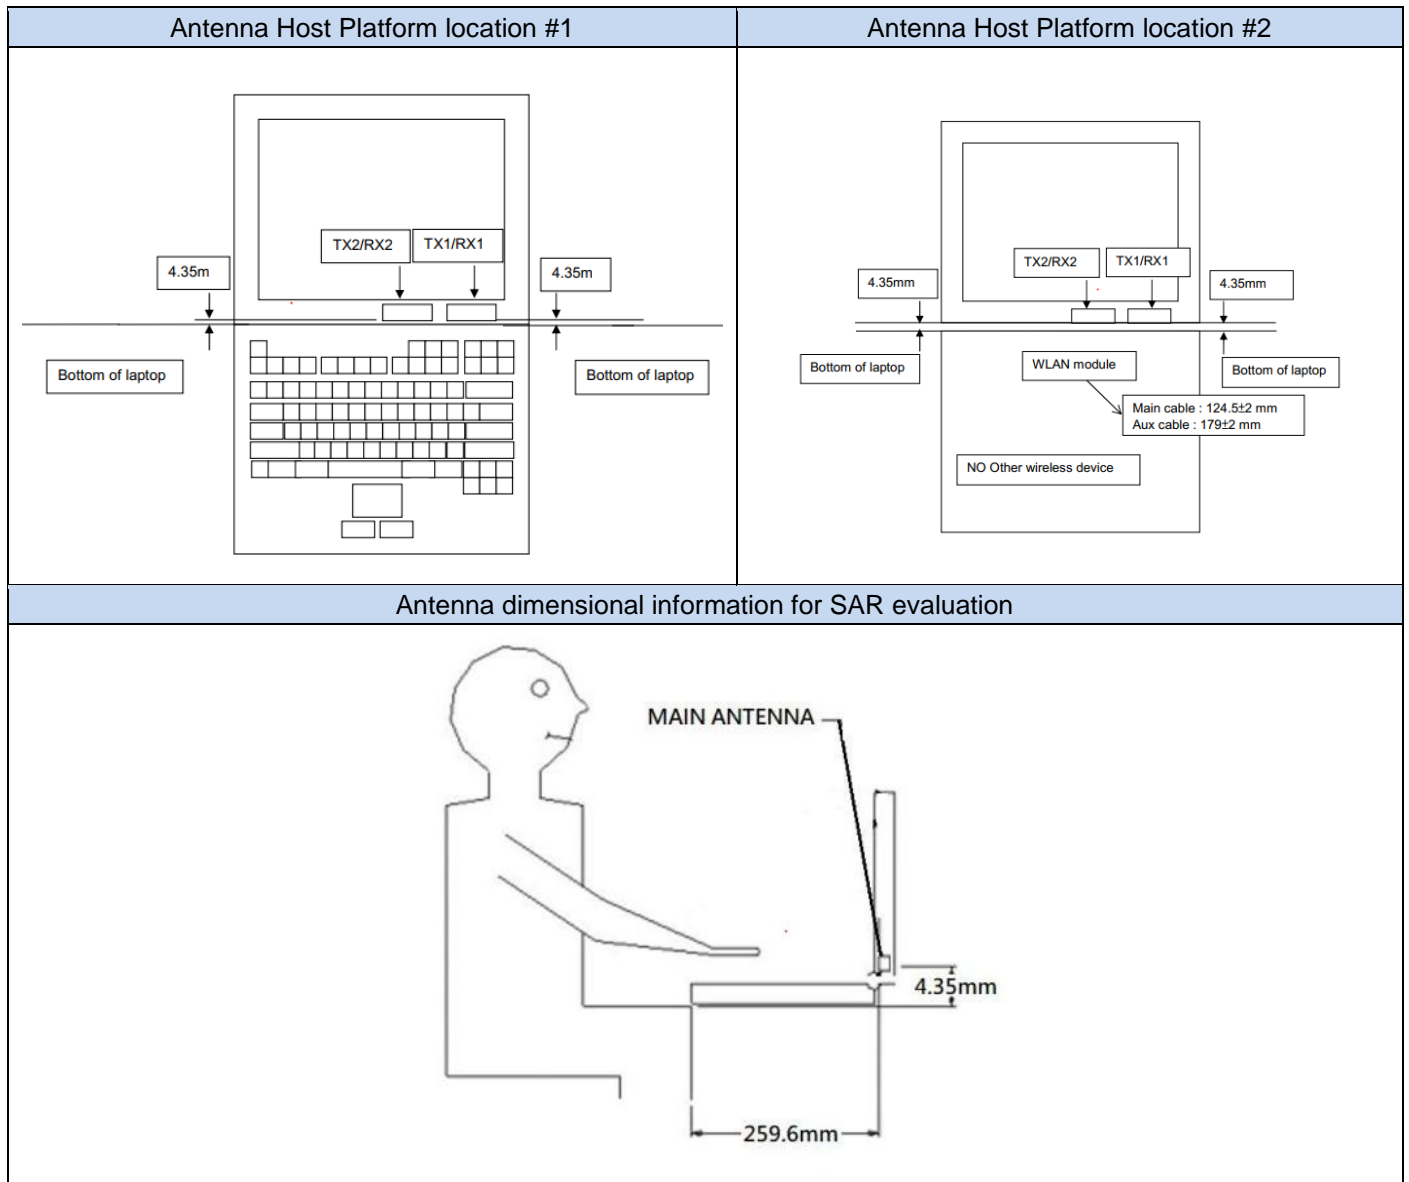 Antenna Host Platform location #1
Antenna Host Platform location #2
TX2/RX2
TX1/RX1
4.35m
4.35m
Bottom of laptop
Bottom of laptop
TX2/RX2
TX1/RX1
4.35mm
4.35mm
Bottom of laptop
WLAN module
Bottom of laptop
Main cable : 124.5±2 mm
Aux cable : 179±2 mm
NO Other wireless device
Antenna dimensional information for SAR evaluation
MAIN ANTENNA
4.35mm
259.6mm